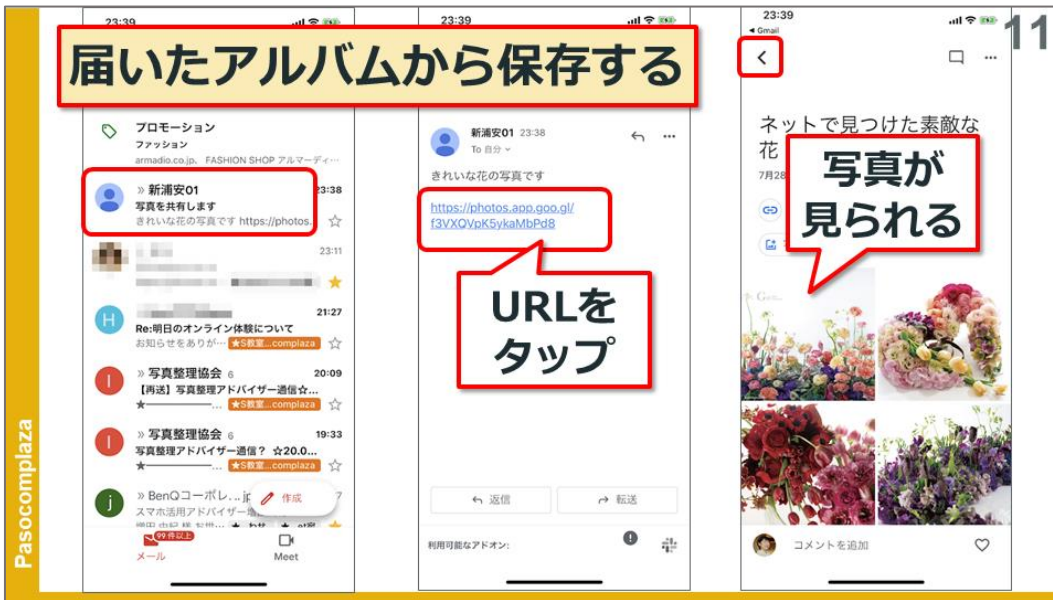 11
届いたアルバムから保存する
Pasocomplaza
23:39
プロモーション
ファッション
armadio.co.jp、FASHION SHOP アルマーディ…
» 新浦安01
23:38
写真を共有します
きれいな花の写真です https://photos.
23:11
H
21:27
Re:明日のオンライン体験について
お知らせをありが…
★S教室...complaza
I
» 写真整理協会 6
20:09
【再送】写真整理アドバイザー通信☆...
★S教室...complaza
I
» 写真整理協会 6
19:33
写真整理アドバイザー通信? ☆20.0...
★S教室...complaza
j
» BenQコーポレ...jp
7
スマホ活用アドバイザー
作成
99 件以上
メール
Meet
23:39
新浦安01 23:38
To 自分
きれいな花の写真です
https://photos.app.goo.gl/
f3VXQVpK5ykaMbPd8
URLを
タップ
返信
転送
利用可能なアドオン:
23:39
Gmail
ネットで見つけた素敵な
花
7月28
写真が
見られる
コメントを追加